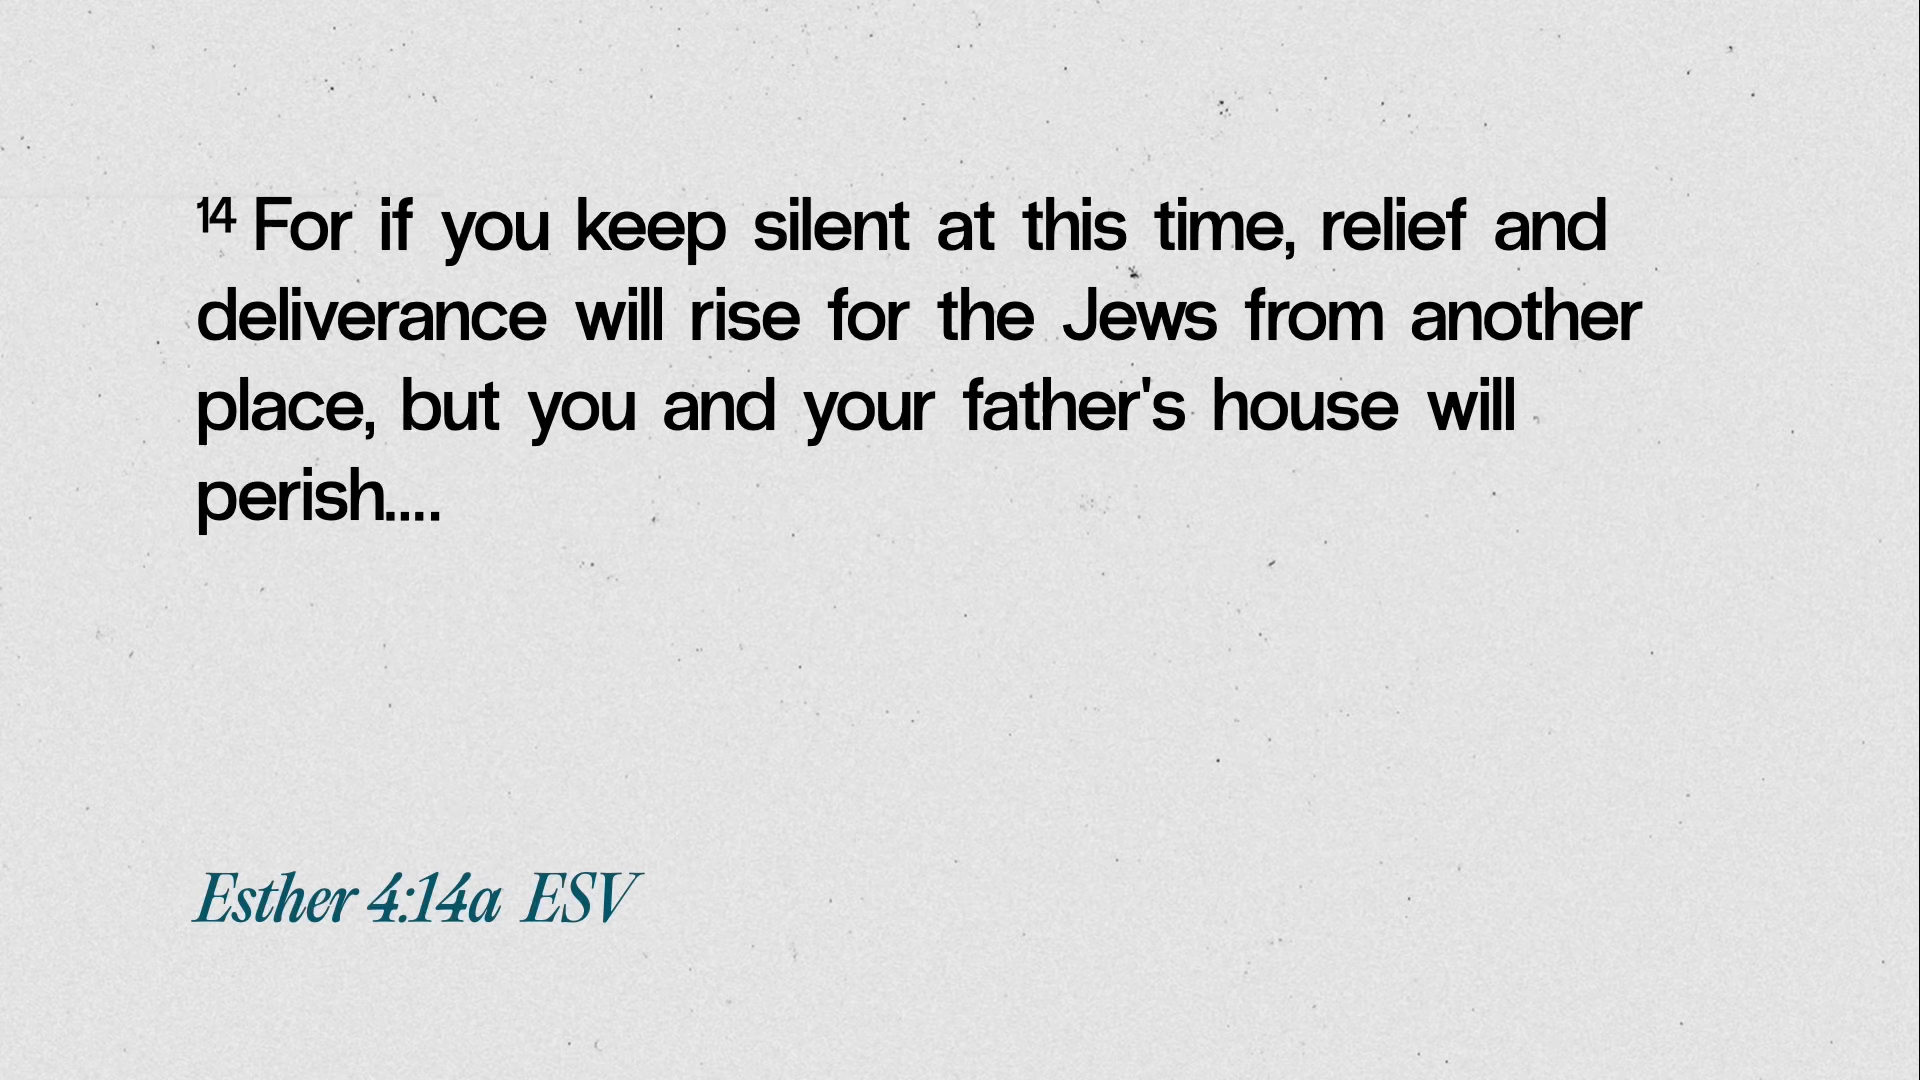 14 For if you keep silent at this time, relief and
deliverance will rise for the Jews from another
place, but you and your father's house will
perish....
Esther 4:14a ESV